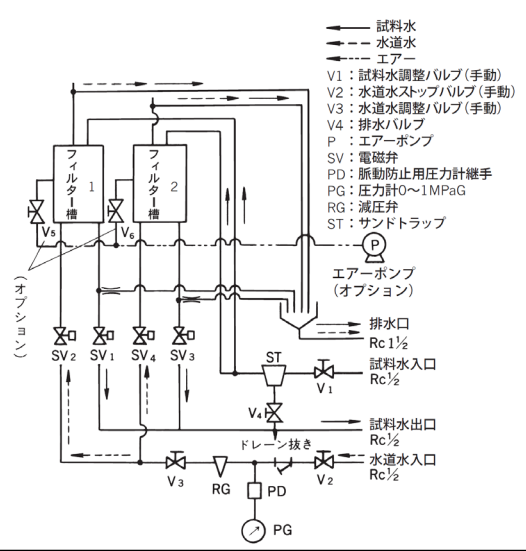 試料水
水道水
エアー
V1：試料水調整バルブ(手動)
V2：水道水ストップバルブ(手動)
V3：水道水調整バルブ(手動)
V4：排水バルブ
P：エアーポンプ
SV：電磁弁
PD：脈動防止用圧力計継手
PG：圧力計0〜1MPaG
RG：減圧弁
ST：サンドトラップ
フィルター槽
1
フィルター槽
2
V5
V6
P
エアーポンプ
(オプション)
(オプション)
排水口
Rc1½
SV2
SV1
SV4
SV3
ST
V1
試料水入口
Rc½
V4
試料水出口
Rc½
ドレーン抜き
水道水入口
Rc½
V3
RG
PD
V2
PG